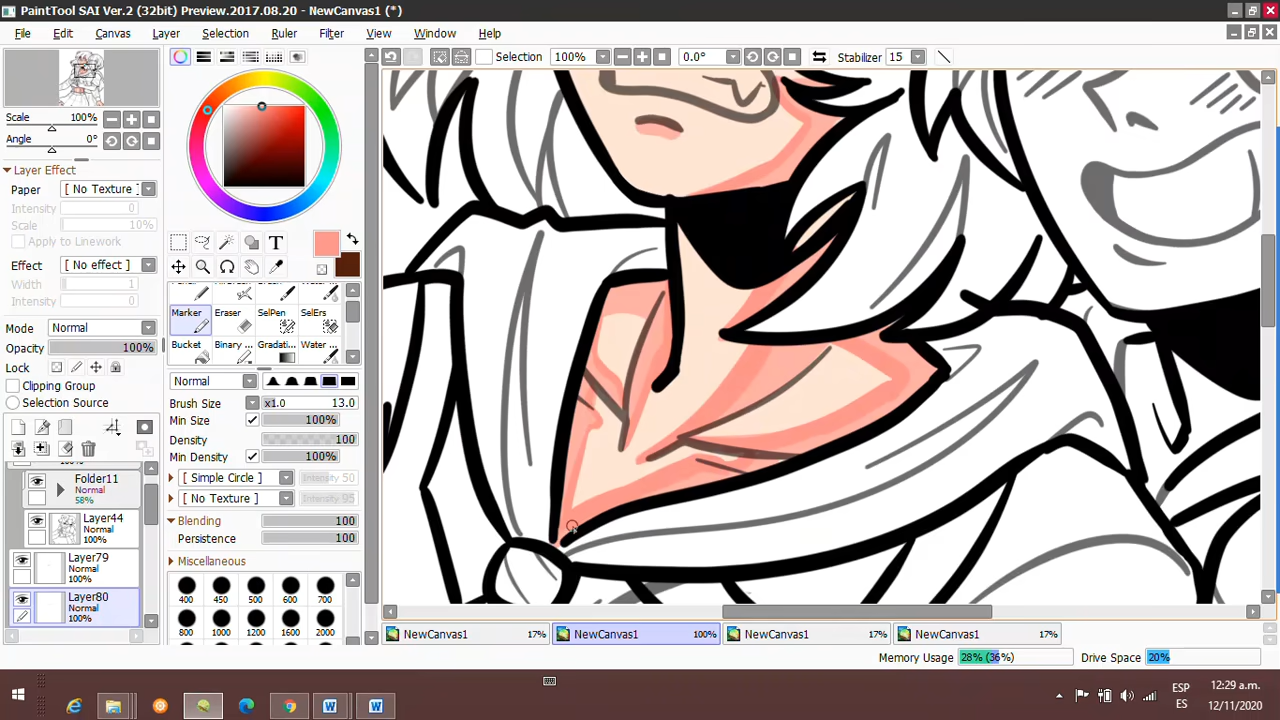 PaintTool SAI Ver.2 (32bit) Preview.2017.08.20 - NewCanvas1 (*)
File Edit Canvas Layer Selection Ruler Filter View Window Help
Selection 100% 0.0° Stabilizer 15
Scale 100%
Angle 0°
Layer Effect
Paper [ No Texture ]
Intensity 0
Scale 10%
Apply to Linework
Effect [ No effect ]
Width 1
Intensity 0
Mode Normal
Opacity 100%
Lock
Clipping Group
Selection Source
Folder11
Normal
58%
Layer44
Normal
100%
Layer79
Normal
100%
Layer80
Normal
100%
T
Marker Eraser SelPen SelErs
Bucket Binary ... Gradati... Water ...
Normal
Brush Size x1.0 13.0
Min Size 100%
Density 100
Min Density 100%
[ Simple Circle ] Intensity 50
[ No Texture ] Intensity 95
Blending 100
Persistence 100
Miscellaneous
400 450 500 600 700
800 1000 1200 1600 2000
NewCanvas1 17% NewCanvas1 100% NewCanvas1 17% NewCanvas1 17%
Memory Usage 28% (36%) Drive Space 20%
ESP
ES
12:29 a.m.
12/11/2020